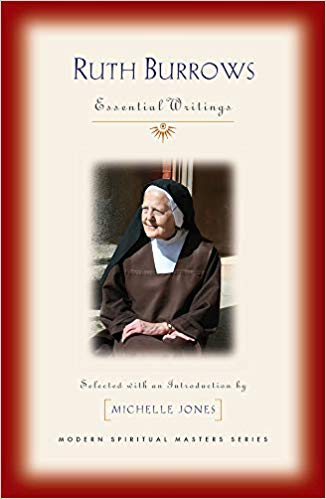 RUTH BURROWS
Essential Writings
Selected with an Introduction by
[MICHELLE JONES]
MODERN SPIRITUAL MASTERS SERIES